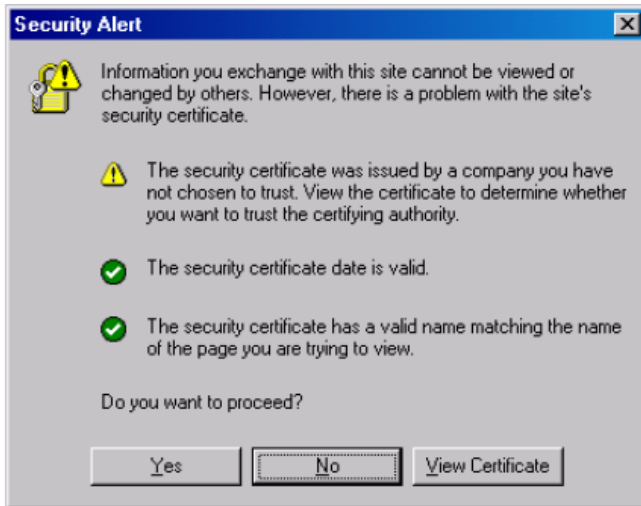 Security Alert
Information you exchange with this site cannot be viewed or
changed by others. However, there is a problem with the site's
security certificate.
The security certificate was issued by a company you have
not chosen to trust. View the certificate to determine whether
you want to trust the certifying authority.
The security certificate date is valid.
The security certificate has a valid name matching the name
of the page you are trying to view.
Do you want to proceed?
Yes No View Certificate